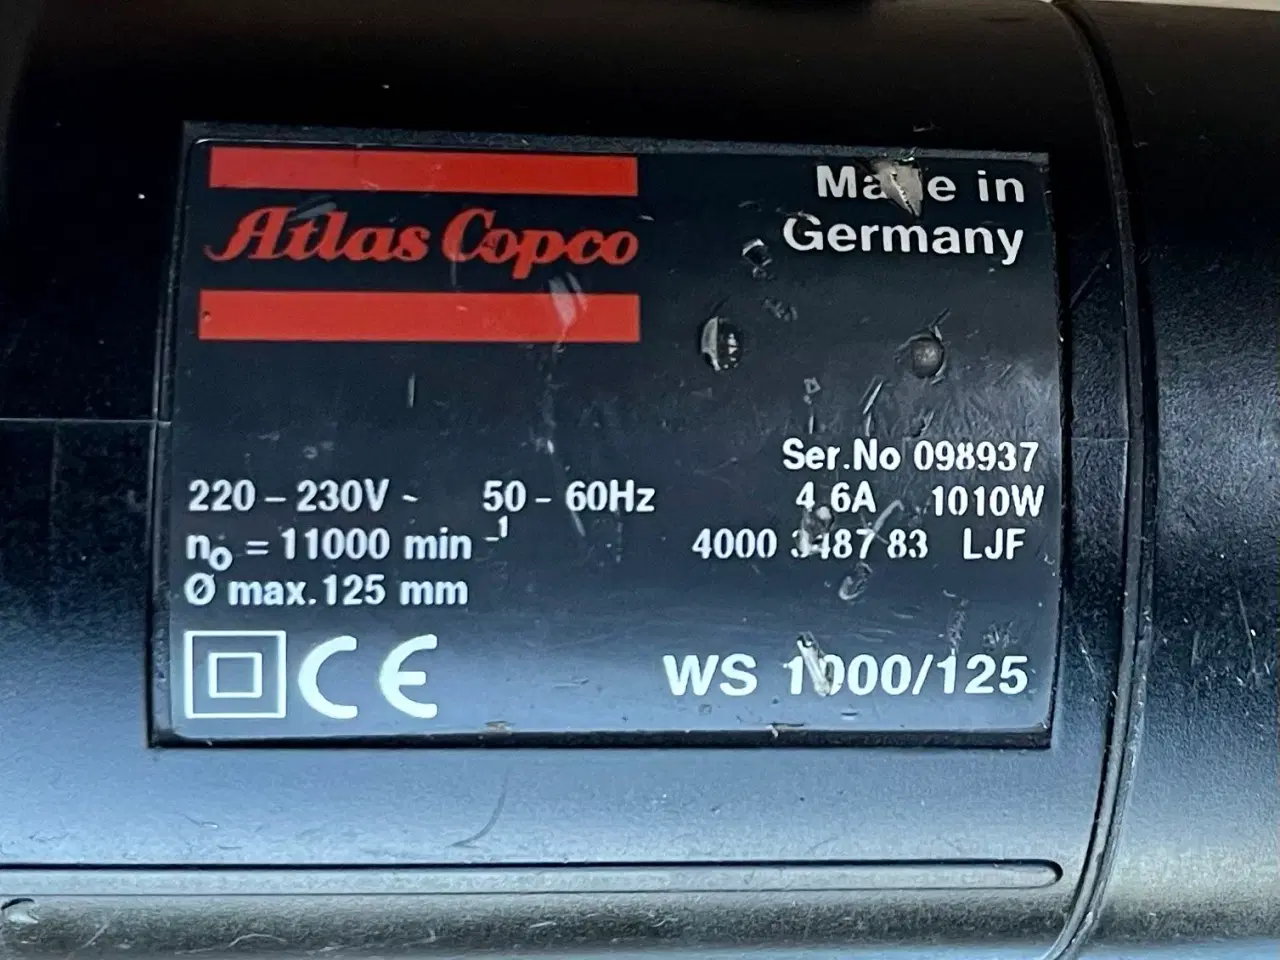 Atlas Copco
Made in
Germany
Ser.No 098937
220 – 230V ~ 50 – 60Hz 4.6A 1010W
n₀ = 11000 min⁻¹ 4000 3487 83 LJF
Ø max. 125 mm
CE WS 1000/125